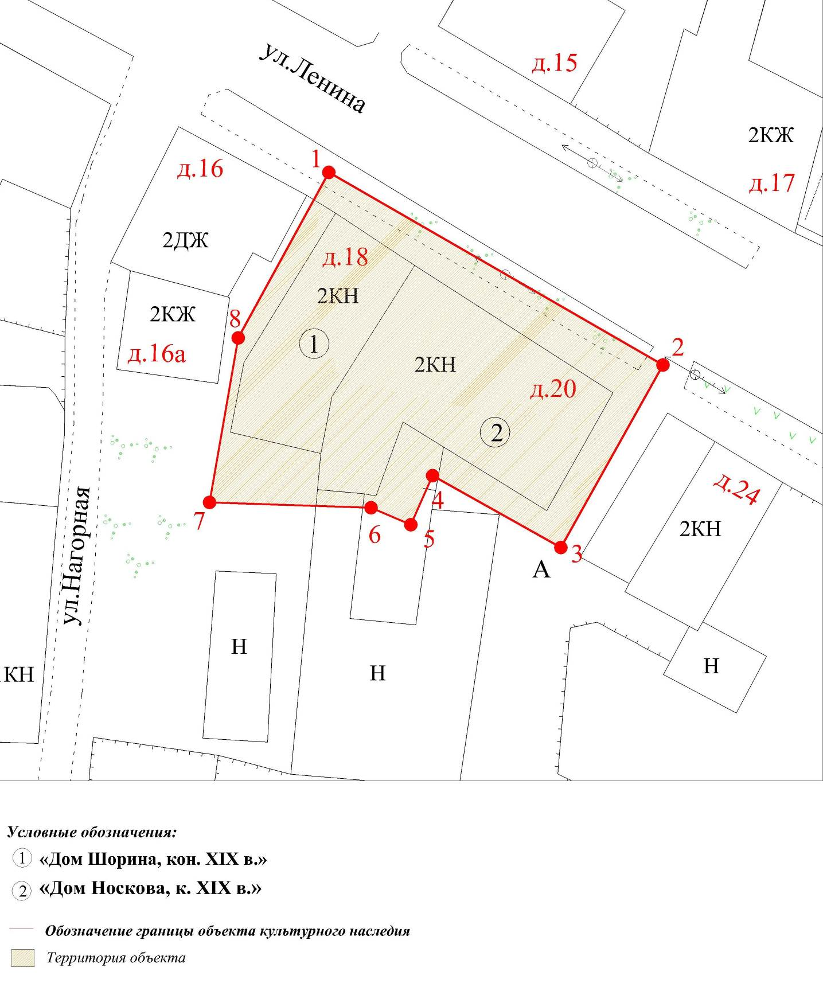 ул.Ленина
д.15
2КЖ
д.17
1
д.16
2ДЖ
д.18
2КН
8
2КЖ
1
д.16а
2
2КН
д.20
2
д.24
4
7
6
5
3
2КН
А
ул.Нагорная
Н
Н
Н
КН
Условные обозначения:
1 «Дом Шорина, кон. XIX в.»
2 «Дом Носкова, к. XIX в.»
Обозначение границы объекта культурного наследия
Территория объекта